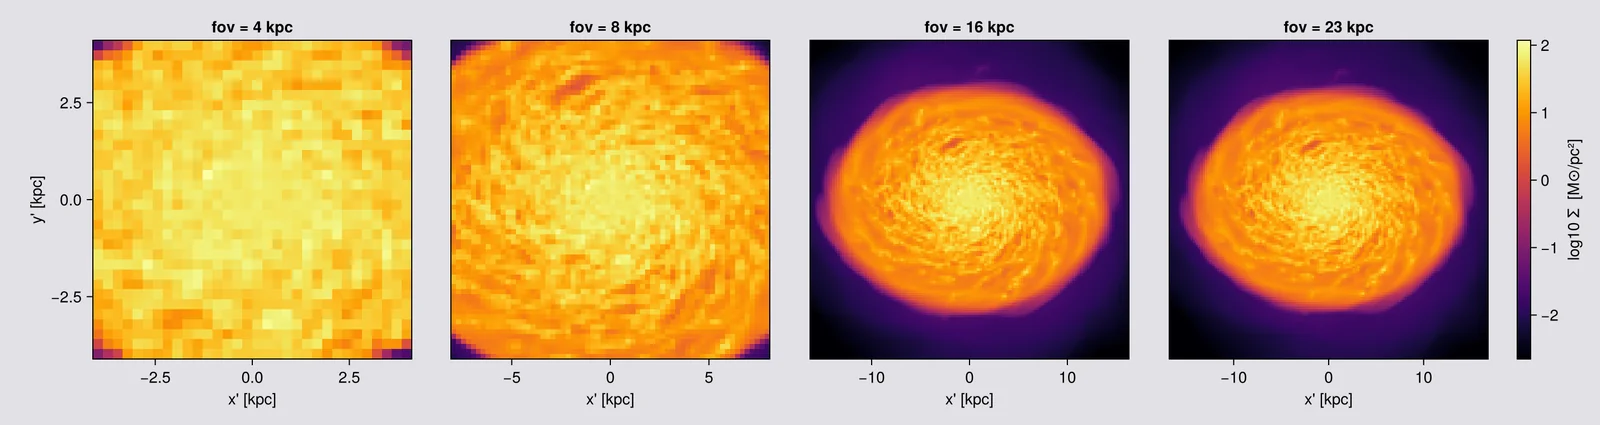 fov = 4 kpc
fov = 8 kpc
fov = 16 kpc
fov = 23 kpc
y' [kpc]
2.5
0.0
−2.5
−2.5 0.0 2.5
x' [kpc]
−5 0 5
x' [kpc]
−10 0 10
x' [kpc]
−10 0 10
x' [kpc]
2
1
0
−1
−2
log10 Σ [M⊙/pc²]